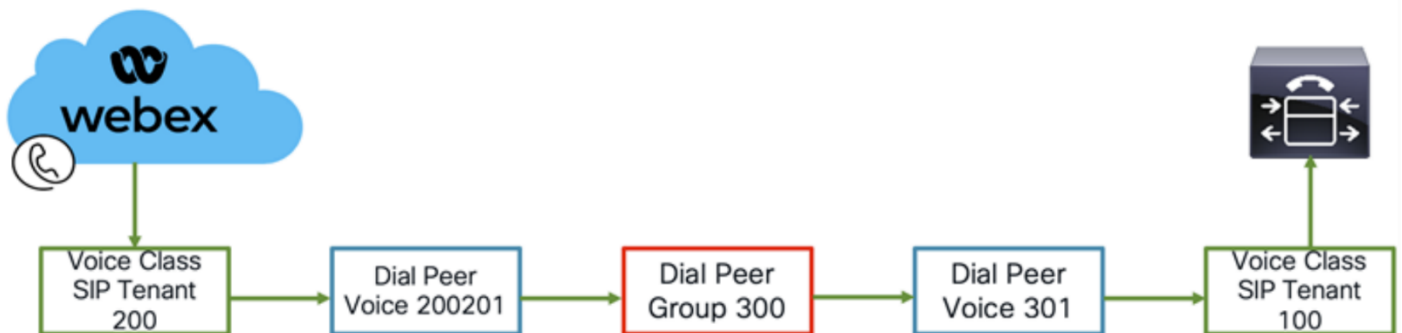 webex
Voice Class
SIP Tenant
200
Dial Peer
Voice 200201
Dial Peer
Group 300
Dial Peer
Voice 301
Voice Class
SIP Tenant
100